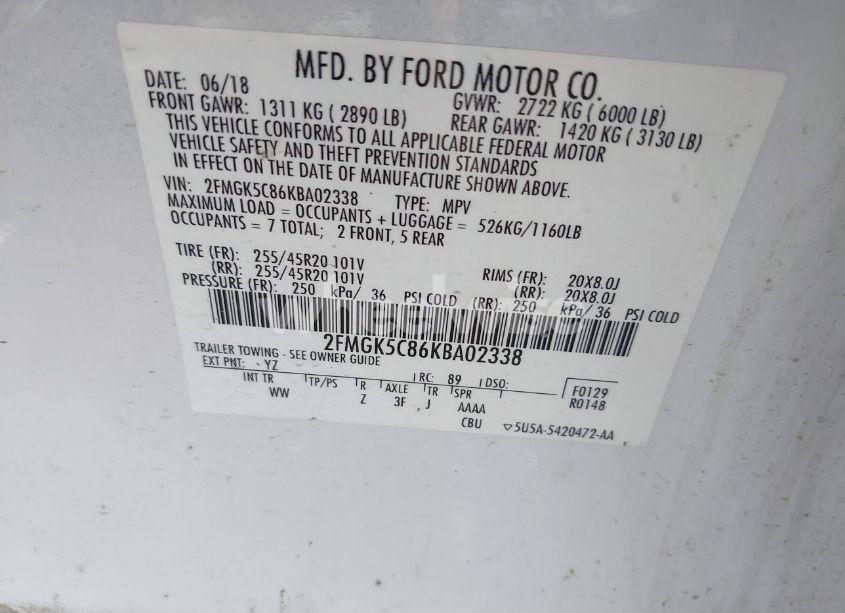 MFD. BY FORD MOTOR CO.
DATE: 06/18 GVWR: 2722 KG ( 6000 LB)
FRONT GAWR: 1311 KG ( 2890 LB) REAR GAWR: 1420 KG ( 3130 LB)
THIS VEHICLE CONFORMS TO ALL APPLICABLE FEDERAL MOTOR
VEHICLE SAFETY AND THEFT PREVENTION STANDARDS
IN EFFECT ON THE DATE OF MANUFACTURE SHOWN ABOVE.
VIN: 2FMGK5C86KBA02338 TYPE: MPV
MAXIMUM LOAD = OCCUPANTS + LUGGAGE = 526KG/1160LB
OCCUPANTS = 7 TOTAL; 2 FRONT, 5 REAR
TIRE (FR): 255/45R20 101V RIMS (FR): 20X8.0J
(RR): 255/45R20 101V (RR): 20X8.0J
PRESSURE (FR): 250 kPa/ 36 PSI COLD (RR): 250 kPa/ 36 PSI COLD
2FMGK5C86KBA02338
TRAILER TOWING - SEE OWNER GUIDE
EXT PNT: YZ RC: 89 DSO: F0129
INT TR TP/PS R AXLE TR SPR R0148
WW Z 3F J AAAA
CBU ▽5U5A-5420472-AA